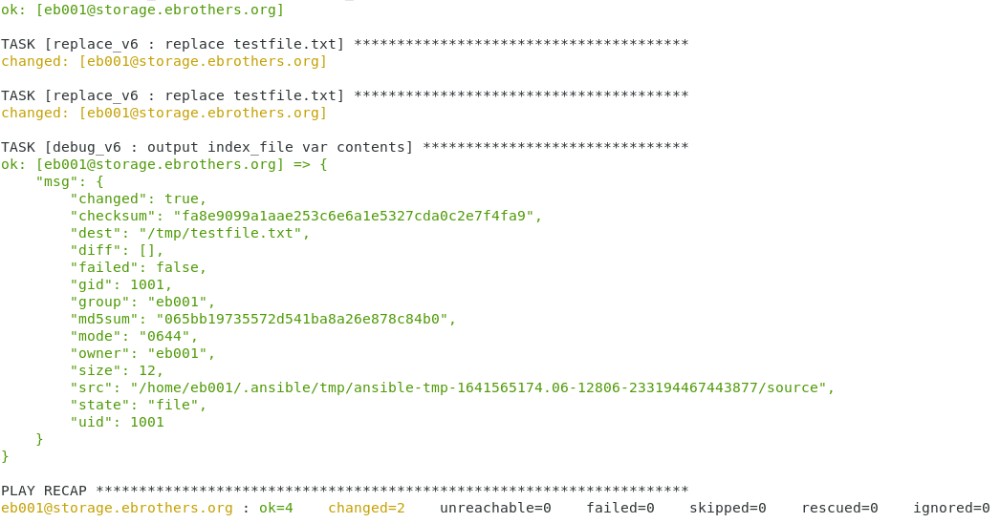 ok: [eb001@storage.ebrothers.org]
TASK [replace_v6 : replace testfile.txt] ***************************************
changed: [eb001@storage.ebrothers.org]
TASK [replace_v6 : replace testfile.txt] ***************************************
changed: [eb001@storage.ebrothers.org]
TASK [debug_v6 : output index_file var contents] *******************************
ok: [eb001@storage.ebrothers.org] => {
    "msg": {
        "changed": true,
        "checksum": "fa8e9099a1aae253c6e6a1e5327cda0c2e7f4fa9",
        "dest": "/tmp/testfile.txt",
        "diff": [],
        "failed": false,
        "gid": 1001,
        "group": "eb001",
        "md5sum": "065bb19735572d541ba8a26e878c84b0",
        "mode": "0644",
        "owner": "eb001",
        "size": 12,
        "src": "/home/eb001/.ansible/tmp/ansible-tmp-1641565174.06-12806-233194467443877/source",
        "state": "file",
        "uid": 1001
    }
}
PLAY RECAP *********************************************************************
eb001@storage.ebrothers.org : ok=4    changed=2    unreachable=0    failed=0    skipped=0    rescued=0    ignored=0